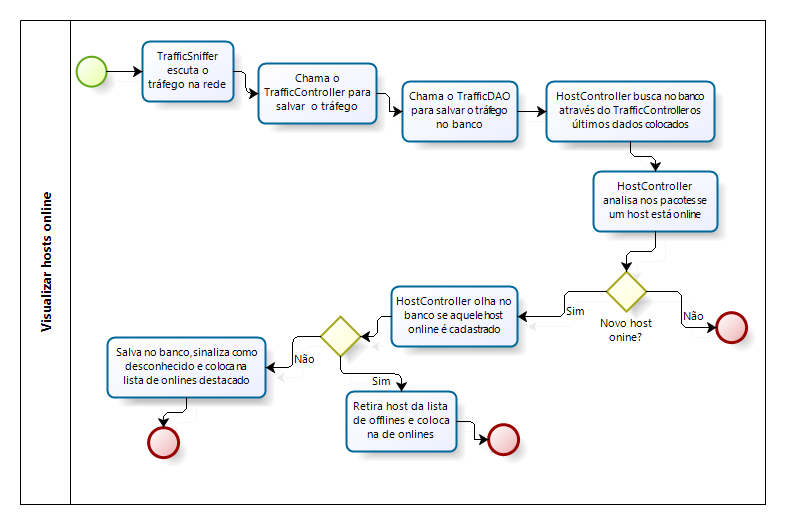 Visualizar hosts online
TrafficSniffer
escuta o
tráfego na rede
Chama o
TrafficController para
salvar o tráfego
Chama o TrafficDAO
para salvar o tráfego
no banco
HostController busca no banco
através do TrafficController os
últimos dados colocados
HostController
analisa nos pacotes se
um host está online
Novo host
onine?
Não
Sim
HostController olha no
banco se aquele host
online é cadastrado
Não
Sim
Salva no banco, sinaliza como
desconhecido e coloca na
lista de onlines destacado
Retira host da lista
de offlines e coloca
na de onlines